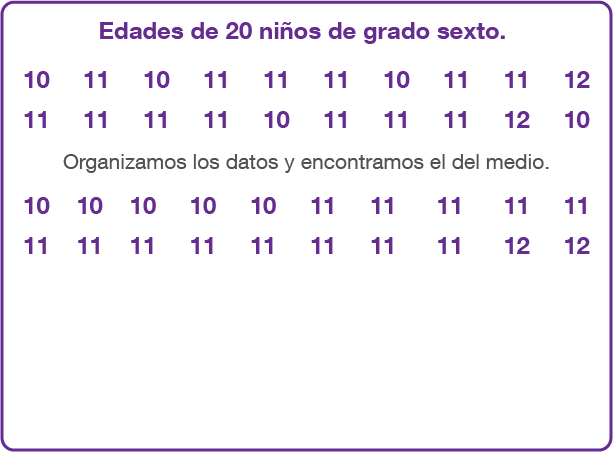 Edades de 20 niños de grado sexto.
10 11 10 11 11 11 10 11 11 12
11 11 11 11 10 11 11 11 12 10
Organizamos los datos y encontramos el del medio.
10 10 10 10 10 11 11 11 11 11
11 11 11 11 11 11 11 11 12 12